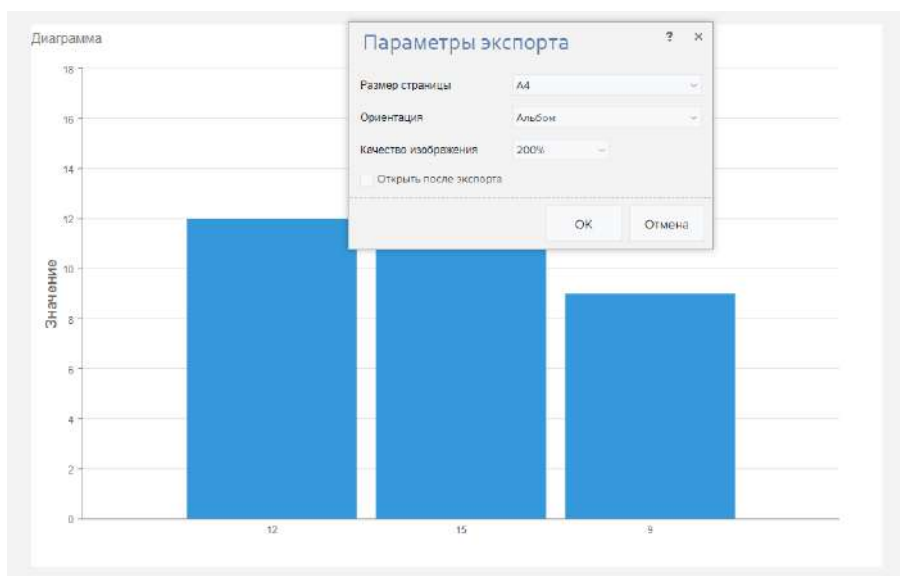 Диаграмма
Параметры экспорта ? ×
Размер страницы A4
Ориентация Альбом
Качество изображения 200%
Открыть после экспорта
OK Отмена
Значение
18
16
14
12
10
8
6
4
2
0
12 15 9